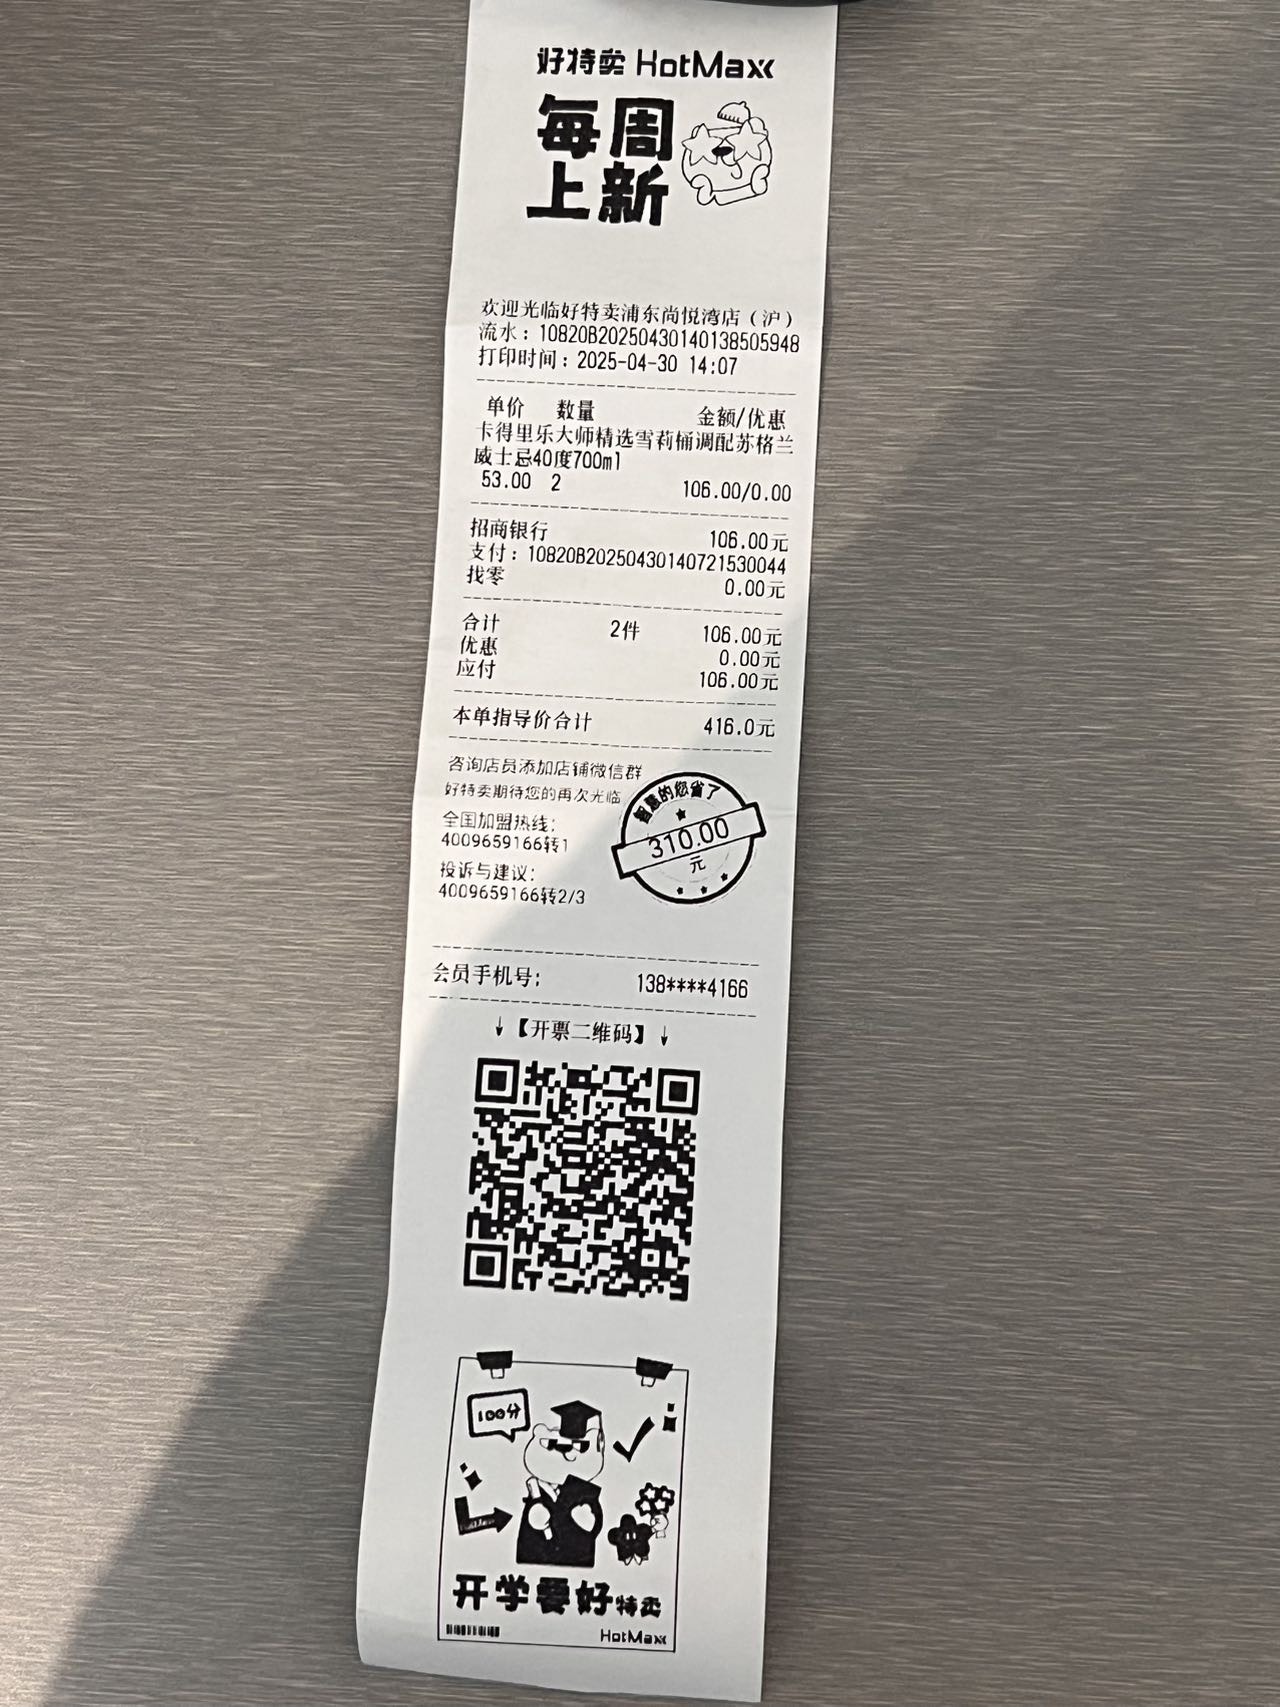 好特卖 HotMaxx
每周
上新
欢迎光临好特卖浦东尚悦湾店（沪）
流水：10820B20250430140138505948
打印时间：2025-04-30 14:07
单价 数量 金额/优惠
卡得里乐大师精选雪莉桶调配苏格兰
威士忌40度700ml
53.00 2 106.00/0.00
招商银行 106.00元
支付：10820B20250430140721530044
找零 0.00元
合计 2件 106.00元
优惠 0.00元
应付 106.00元
本单指导价合计 416.0元
咨询店员添加店铺微信群
好特卖期待您的再次光临
全国加盟热线：
4009659166转1
投诉与建议：
4009659166转2/3
智慧的您省了
310.00
元
会员手机号： 138****4166
↓【开票二维码】↓
100分
开学要好特卖
HotMaxx